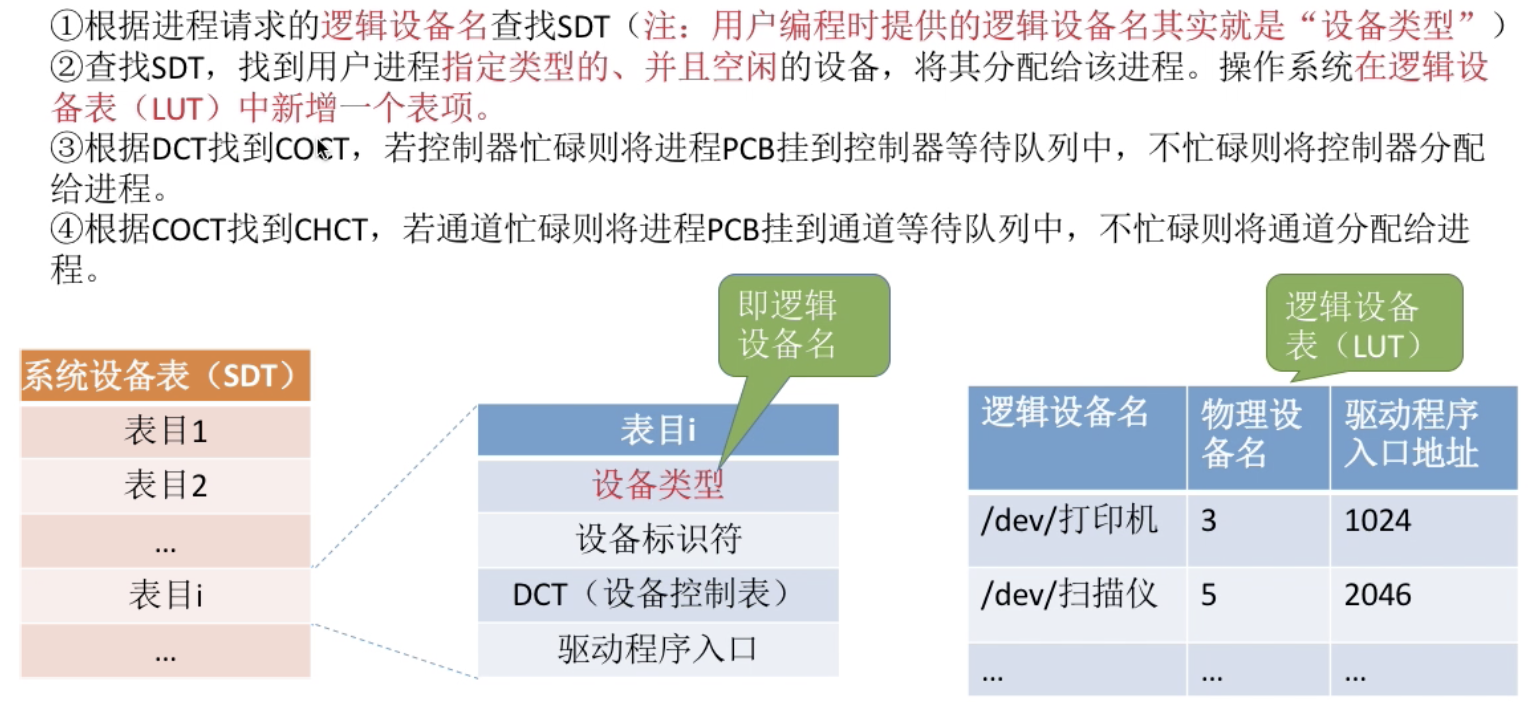 ①根据进程请求的逻辑设备名查找SDT（注：用户编程时提供的逻辑设备名其实就是“设备类型”）
②查找SDT，找到用户进程指定类型的、并且空闲的设备，将其分配给该进程。操作系统在逻辑设
备表（LUT）中新增一个表项。
③根据DCT找到COCT，若控制器忙碌则将进程PCB挂到控制器等待队列中，不忙碌则将控制器分配
给进程。
④根据COCT找到CHCT，若通道忙碌则将进程PCB挂到通道等待队列中，不忙碌则将通道分配给进
程。
系统设备表（SDT）
表目1
表目2
...
表目i
...
即逻辑
设备名
表目i
设备类型
设备标识符
DCT（设备控制表）
驱动程序入口
逻辑设备
表（LUT）
逻辑设备名 物理设 驱动程序
备名 入口地址
/dev/打印机 3 1024
/dev/扫描仪 5 2046
... ... ...